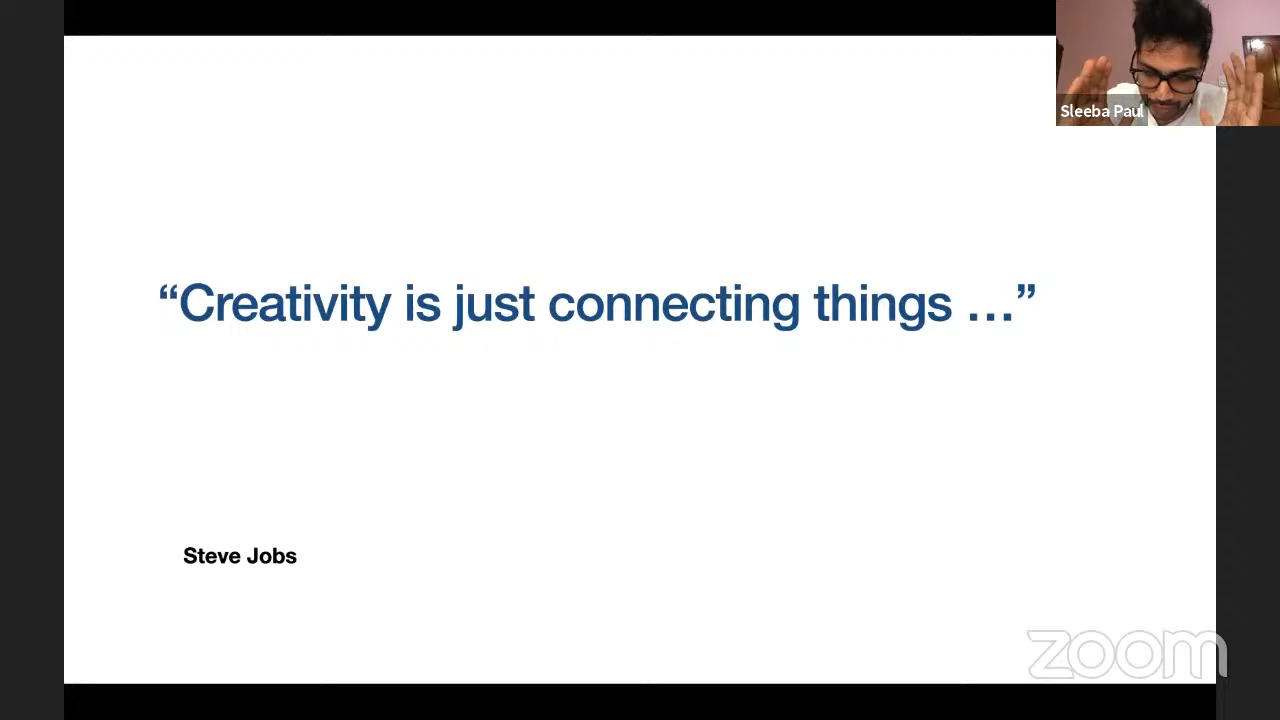 Sleeba Paul
“Creativity is just connecting things …”
Steve Jobs
zoom